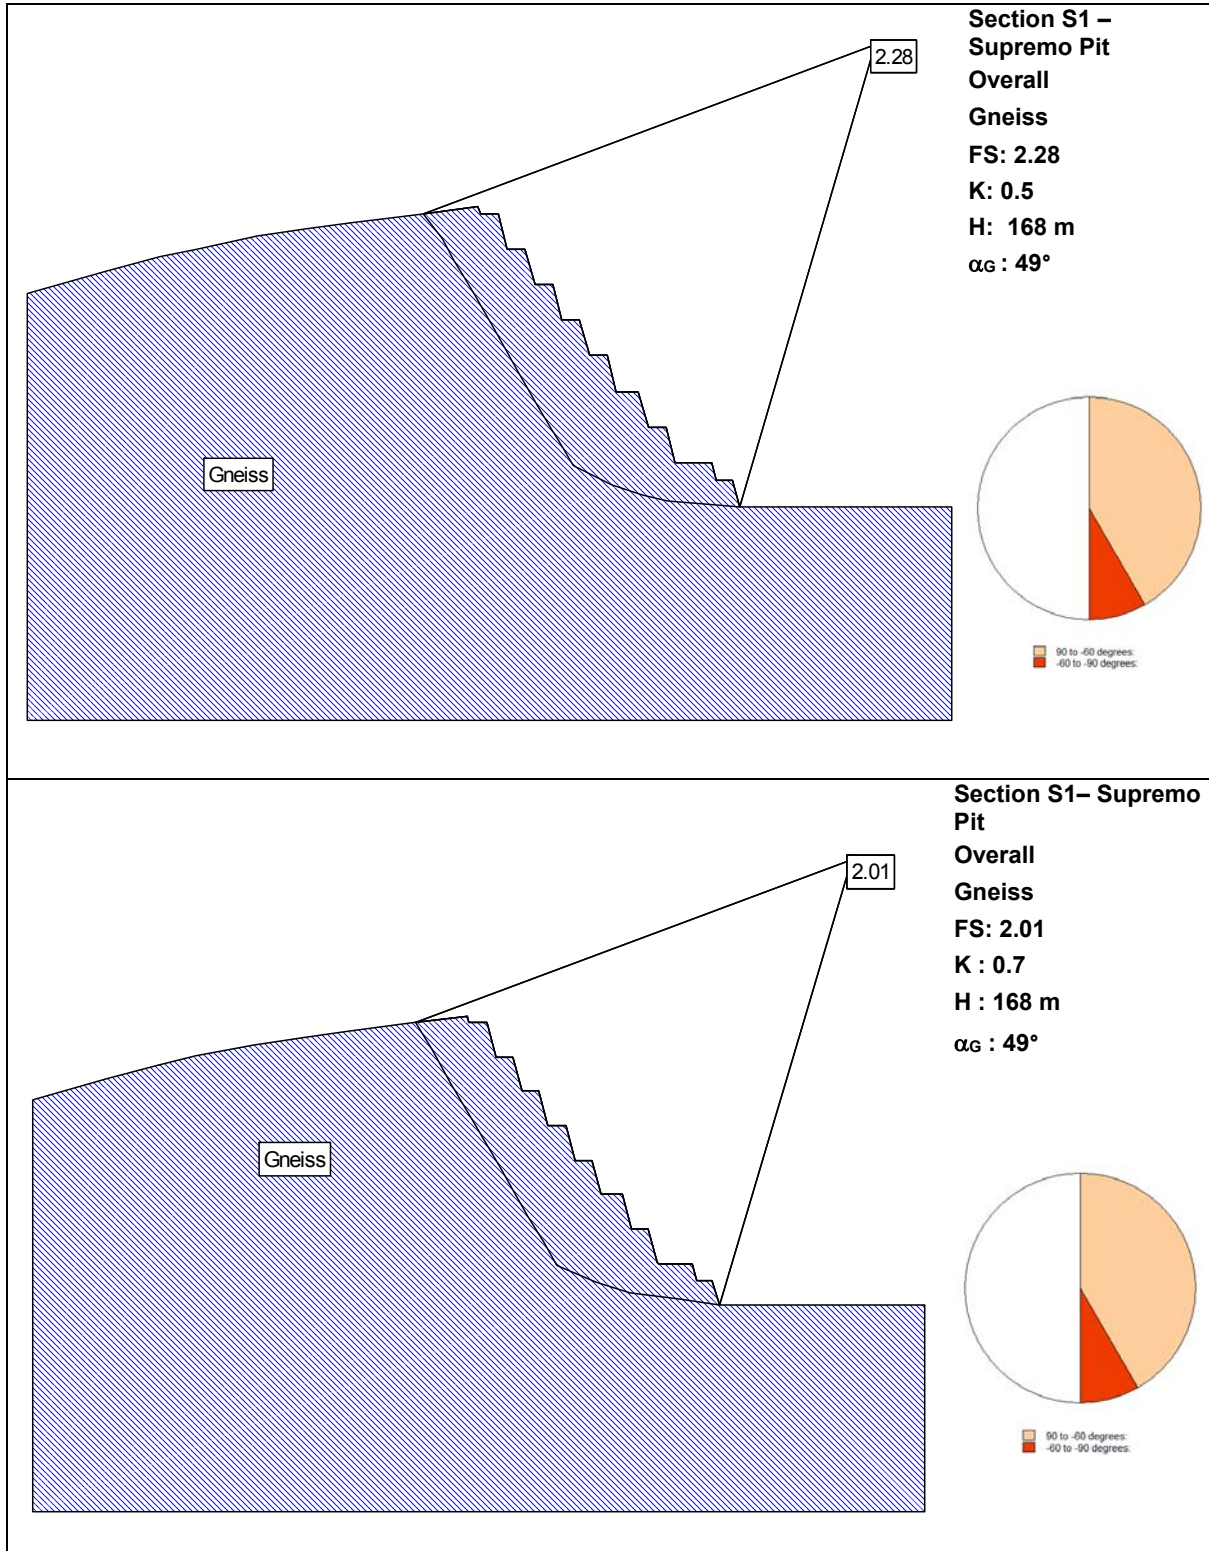 Section S1 –
Supremo Pit
Overall
Gneiss
FS: 2.28
K: 0.5
H: 168 m
αG : 49°
2.28
Gneiss
90 to -60 degrees:
-60 to -90 degrees:
Section S1– Supremo
Pit
Overall
Gneiss
FS: 2.01
K : 0.7
H : 168 m
αG : 49°
2.01
Gneiss
90 to -60 degrees:
-60 to -90 degrees: